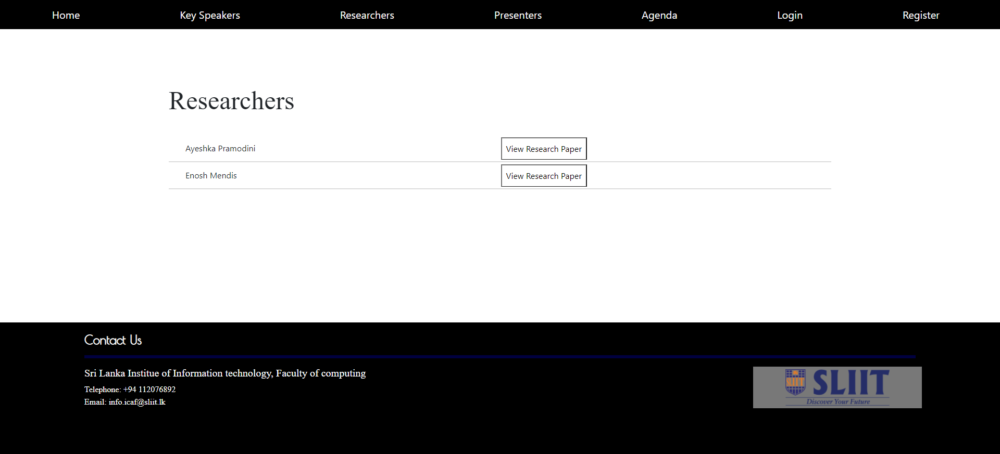 Home Key Speakers Researchers Presenters Agenda Login Register
Researchers
Ayeshka Pramodini View Research Paper
Enosh Mendis View Research Paper
Contact Us
Sri Lanka Institue of Information technology, Faculty of computing
Telephone: +94 112076892
Email: info.icaf@sliit.lk
SLIIT SLIIT
Discover Your Future